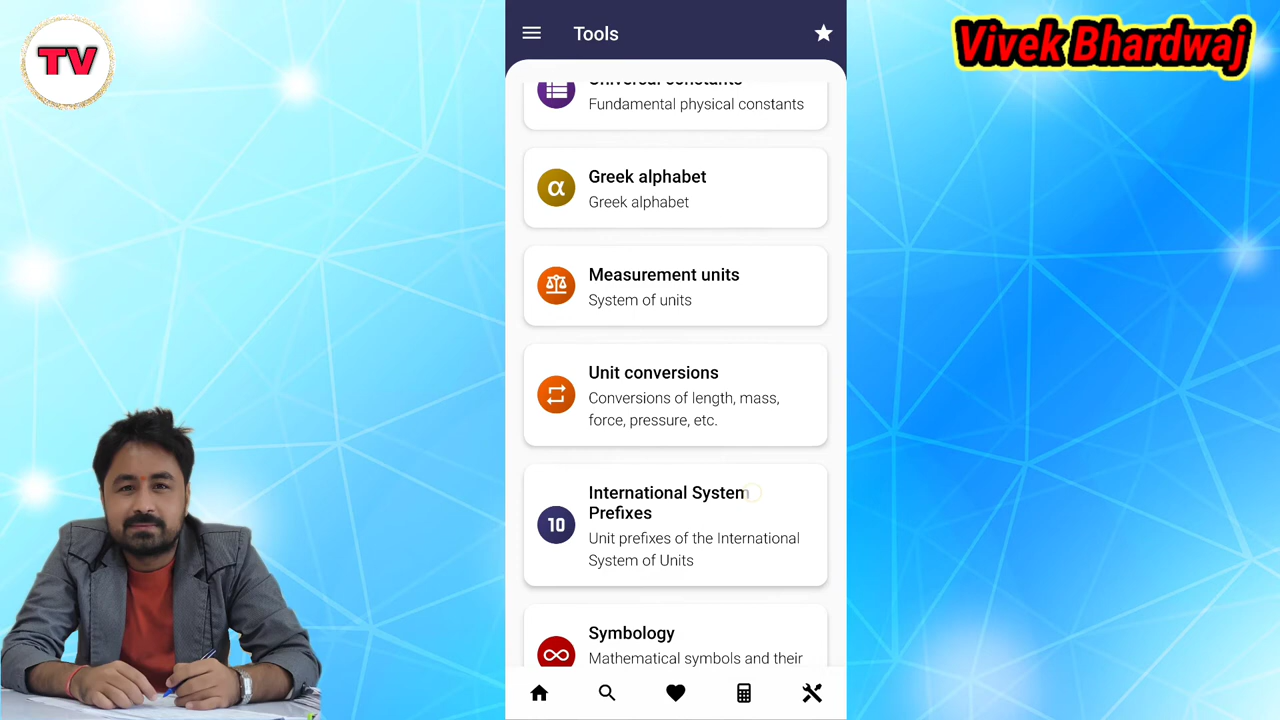 TV
Vivek Bhardwaj
Tools
Universal constants
Fundamental physical constants
α
Greek alphabet
Greek alphabet
Measurement units
System of units
Unit conversions
Conversions of length, mass,
force, pressure, etc.
10
International System
Prefixes
Unit prefixes of the International
System of Units
Symbology
Mathematical symbols and their